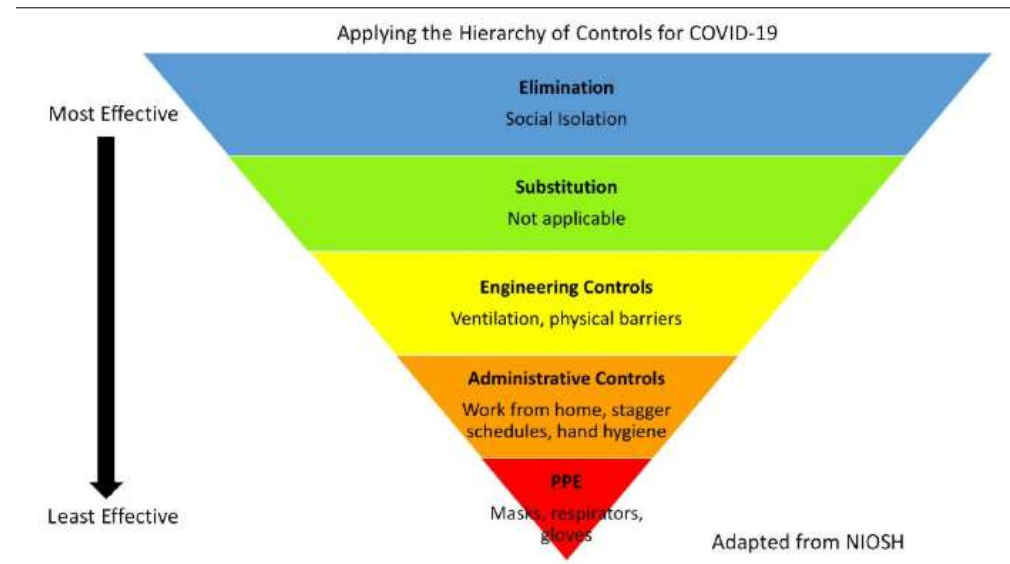 Applying the Hierarchy of Controls for COVID-19
Most Effective
Elimination
Social Isolation
Substitution
Not applicable
Engineering Controls
Ventilation, physical barriers
Administrative Controls
Work from home, stagger
schedules, hand hygiene
PPE
Masks, respirators,
gloves
Least Effective
Adapted from NIOSH